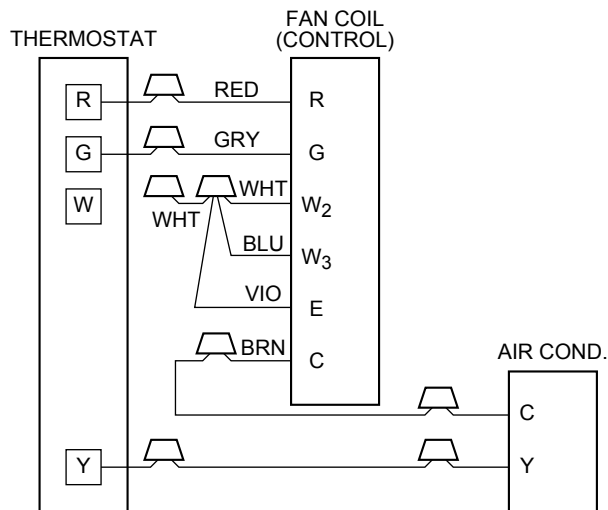 FAN COIL
(CONTROL)
THERMOSTAT
R RED R
G GRY G
W WHT W2
WHT
BLU W3
VIO E
BRN C
AIR COND.
C
Y Y